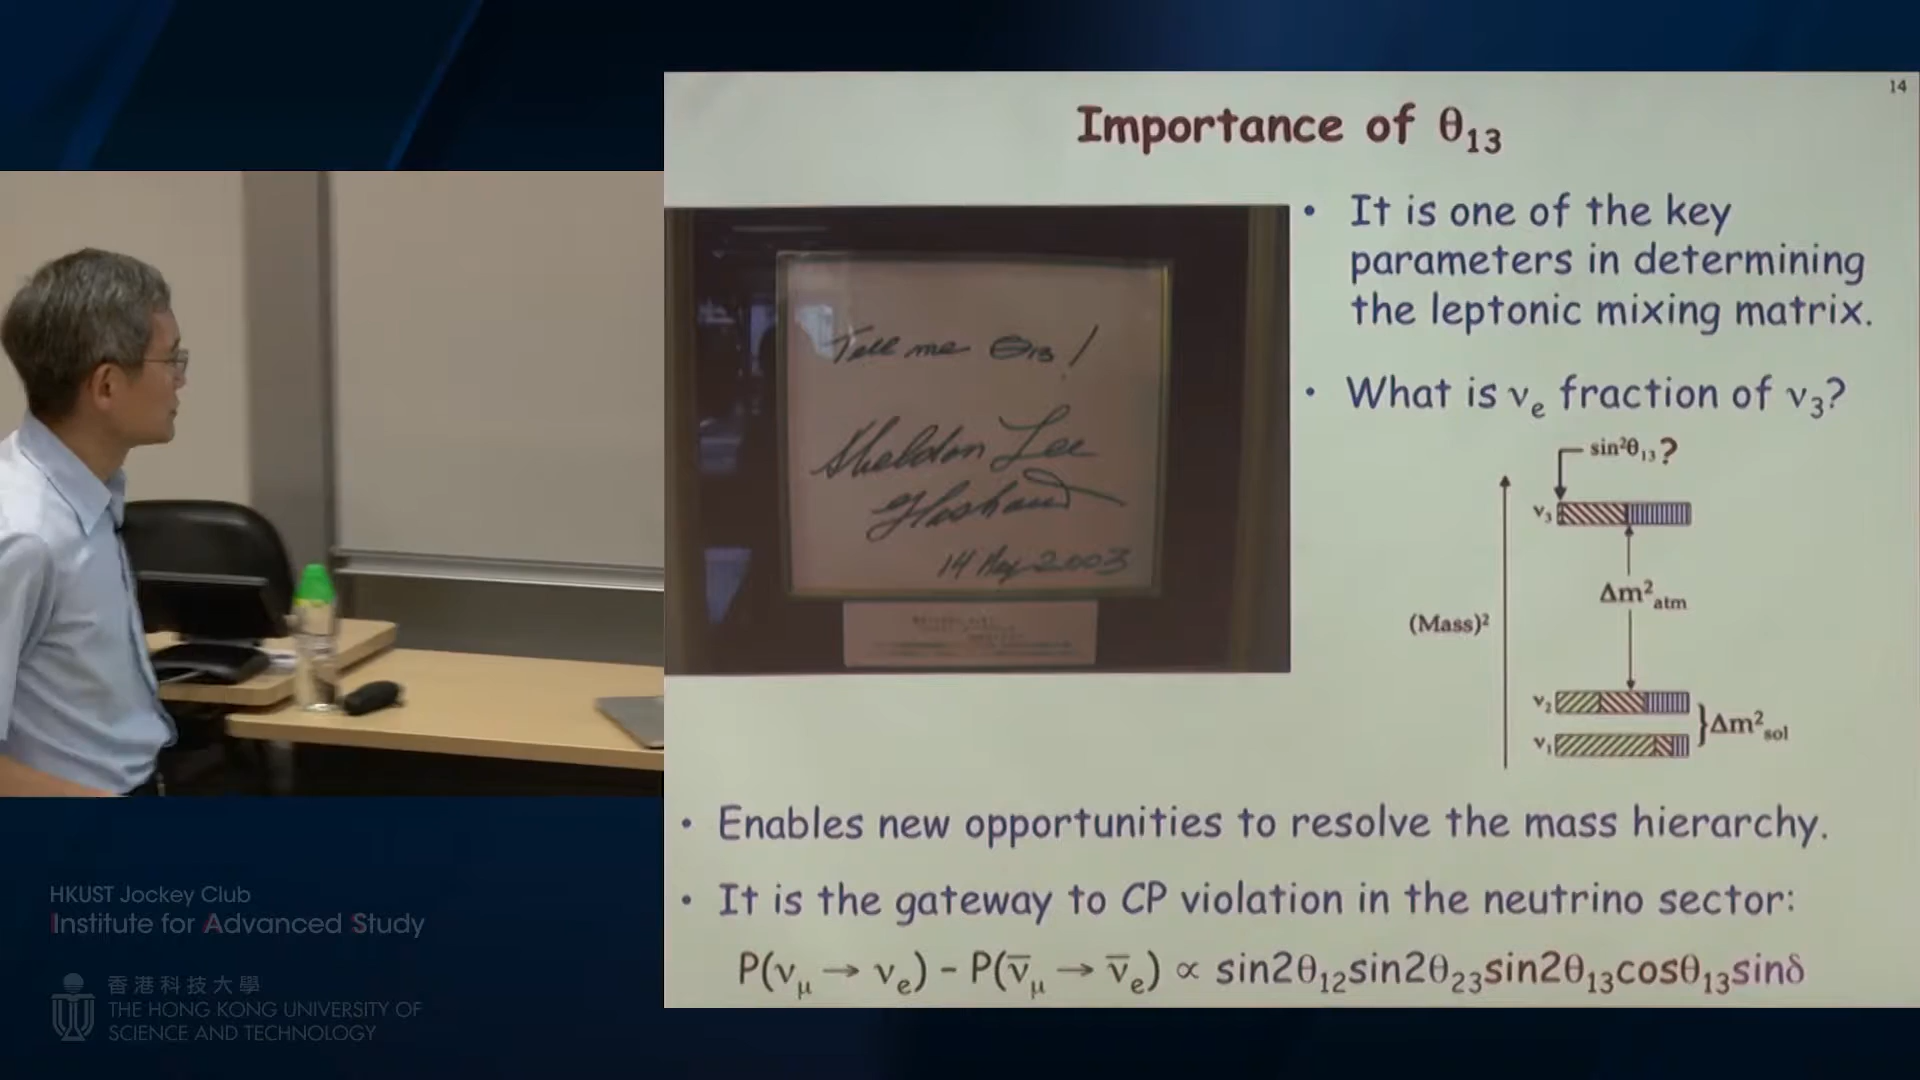 14
Importance of θ₁₃
Tell me θ₁₃!
Sheldon Lee
Glashow
14 May 2003
• It is one of the key
parameters in determining
the leptonic mixing matrix.
• What is νₑ fraction of ν₃?
sin²θ₁₃?
ν₃
Δm²atm
(Mass)²
ν₂
ν₁
Δm²sol
• Enables new opportunities to resolve the mass hierarchy.
• It is the gateway to CP violation in the neutrino sector:
P(νμ → νₑ) - P(ν̅μ → ν̅ₑ) ∝ sin2θ₁₂sin2θ₂₃sin2θ₁₃cosθ₁₃sinδ
HKUST Jockey Club
Institute for Advanced Study
香港科技大學
THE HONG KONG UNIVERSITY OF
SCIENCE AND TECHNOLOGY